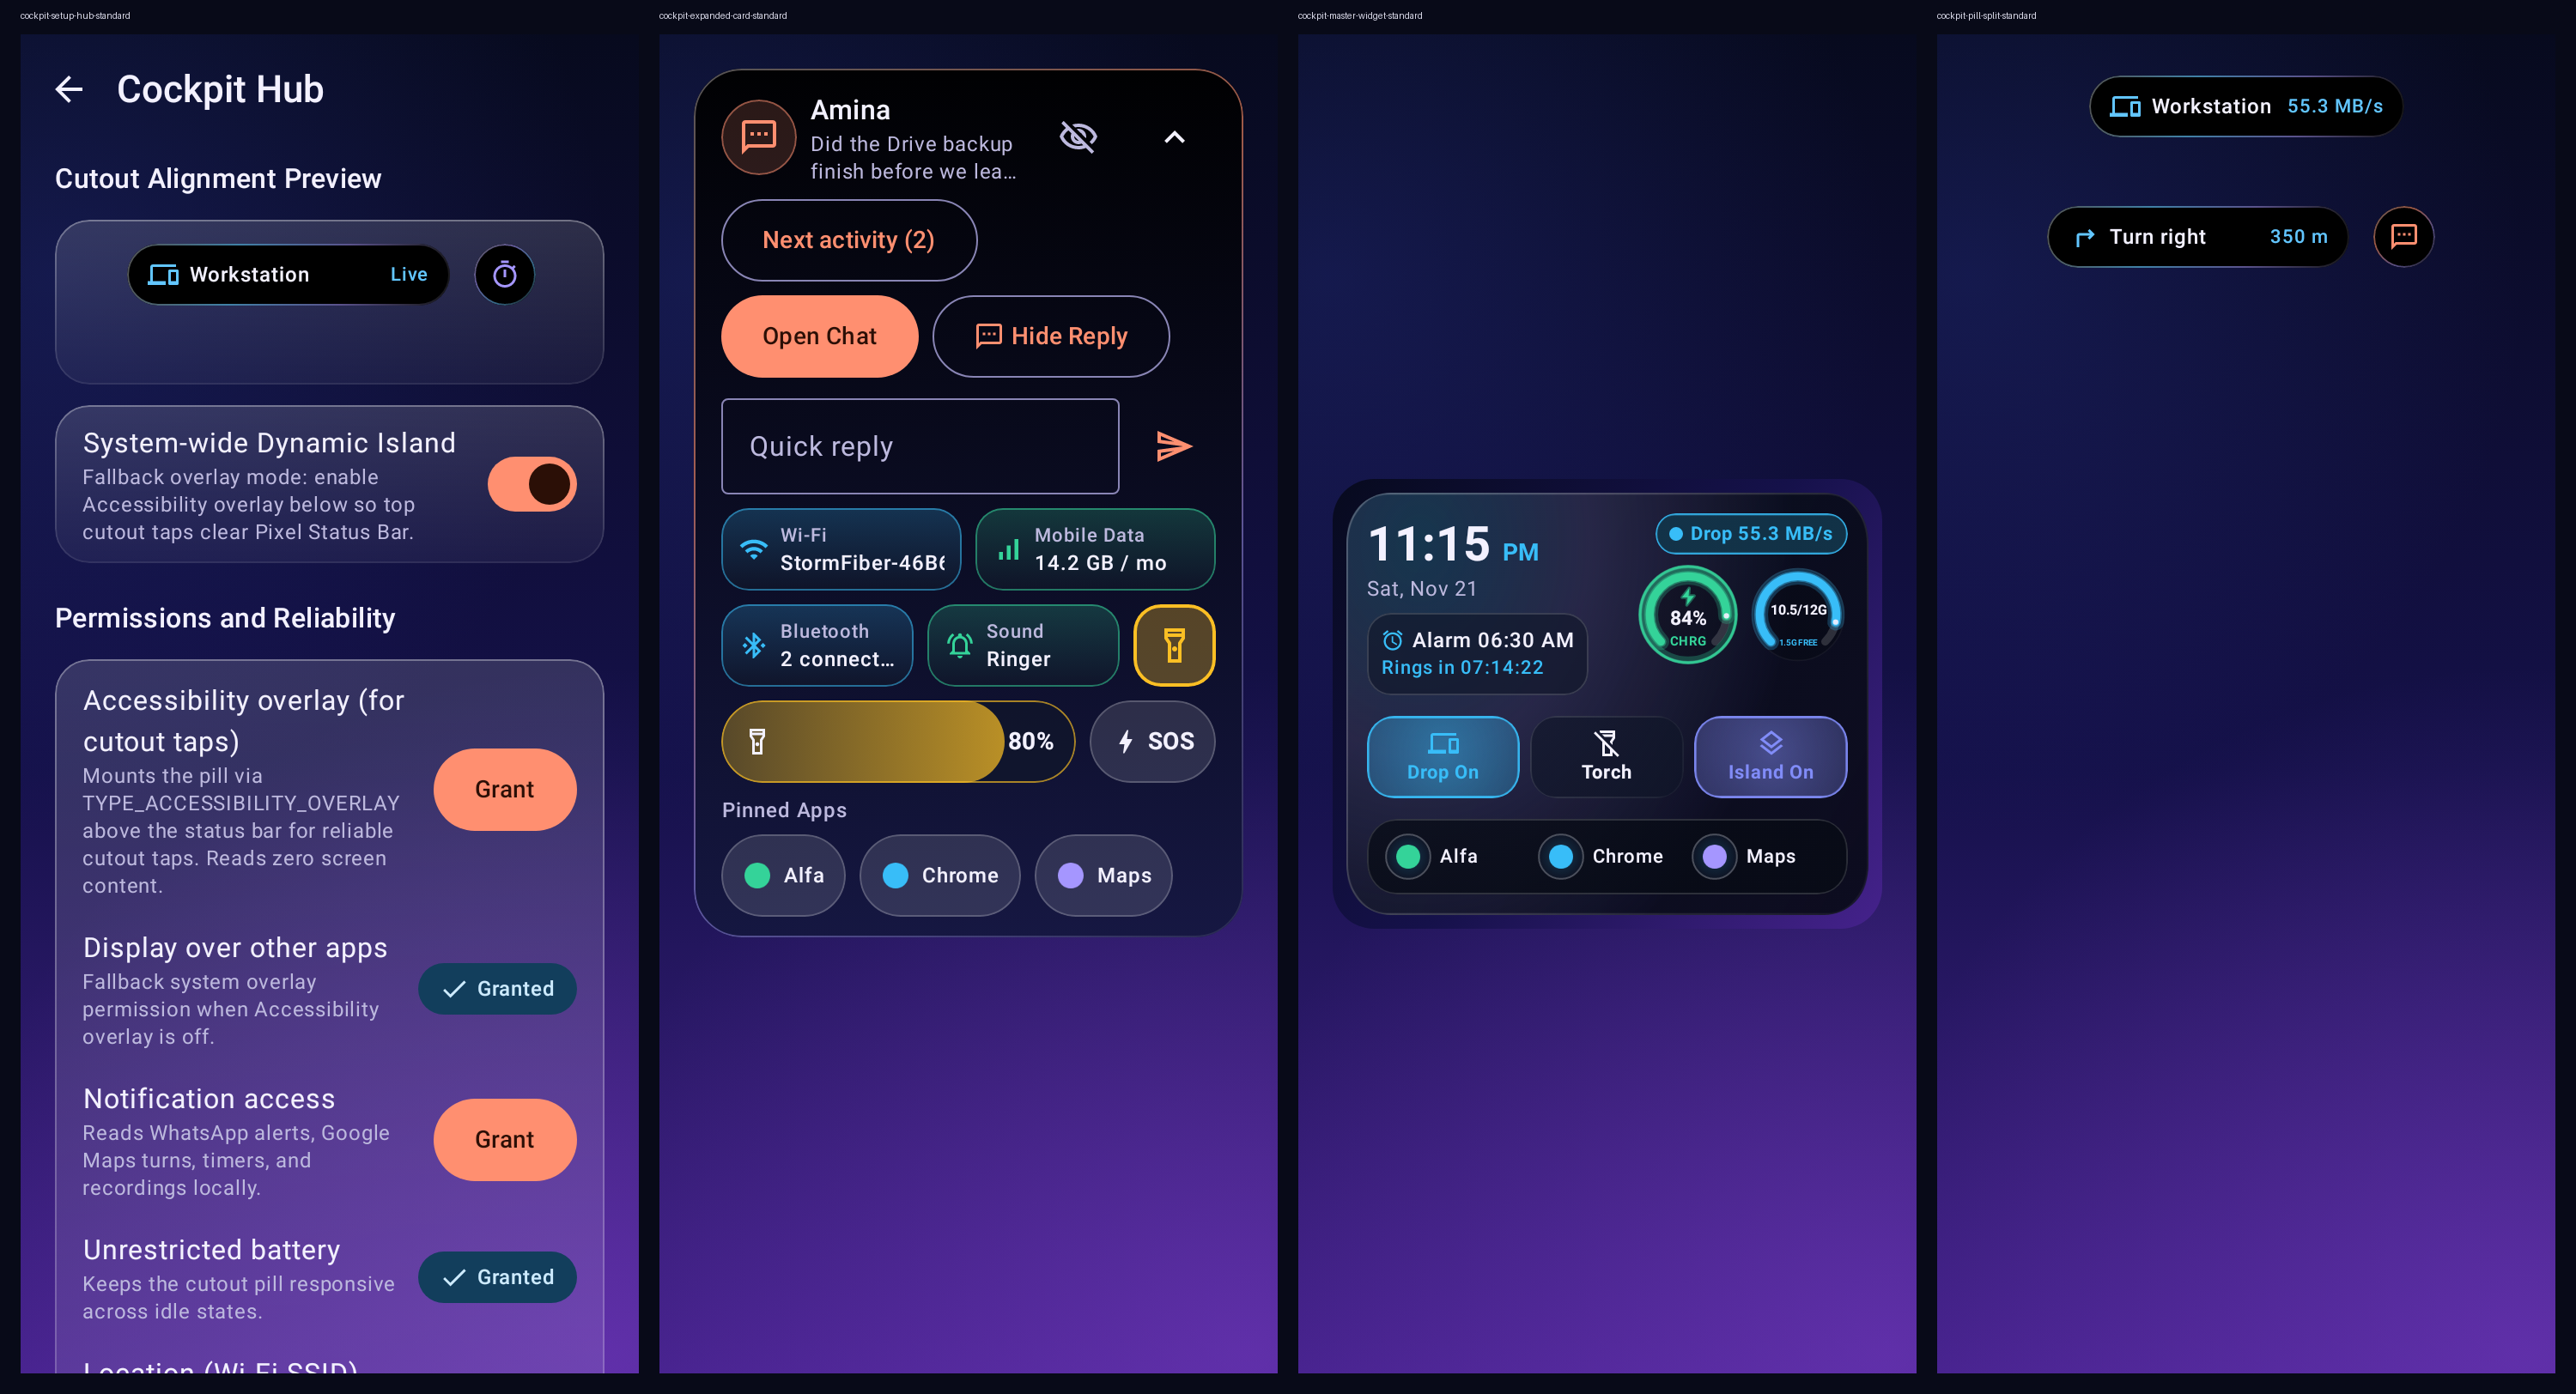 cockpit-setup-hub-standard
Cockpit Hub
Cutout Alignment Preview
Workstation Live
System-wide Dynamic Island
Fallback overlay mode: enable
Accessibility overlay below so top
cutout taps clear Pixel Status Bar.
Permissions and Reliability
Accessibility overlay (for
cutout taps)
Mounts the pill via
TYPE_ACCESSIBILITY_OVERLAY
above the status bar for reliable
cutout taps. Reads zero screen
content.
Grant
Display over other apps
Fallback system overlay
permission when Accessibility
overlay is off.
Granted
Notification access
Reads WhatsApp alerts, Google
Maps turns, timers, and
recordings locally.
Grant
Unrestricted battery
Keeps the cutout pill responsive
across idle states.
Granted
Location (Wi-Fi SSID)
cockpit-expanded-card-standard
Amina
Did the Drive backup
finish before we lea…
Next activity (2)
Open Chat
Hide Reply
Quick reply
Wi-Fi
StormFiber-46B6
Mobile Data
14.2 GB / mo
Bluetooth
2 connect…
Sound
Ringer
80%
SOS
Pinned Apps
Alfa
Chrome
Maps
cockpit-master-widget-standard
11:15 PM
Sat, Nov 21
Drop 55.3 MB/s
84%
CHRG
10.5/12G
1.5G FREE
Alarm 06:30 AM
Rings in 07:14:22
Drop On
Torch
Island On
Alfa
Chrome
Maps
cockpit-pill-split-standard
Workstation 55.3 MB/s
Turn right 350 m